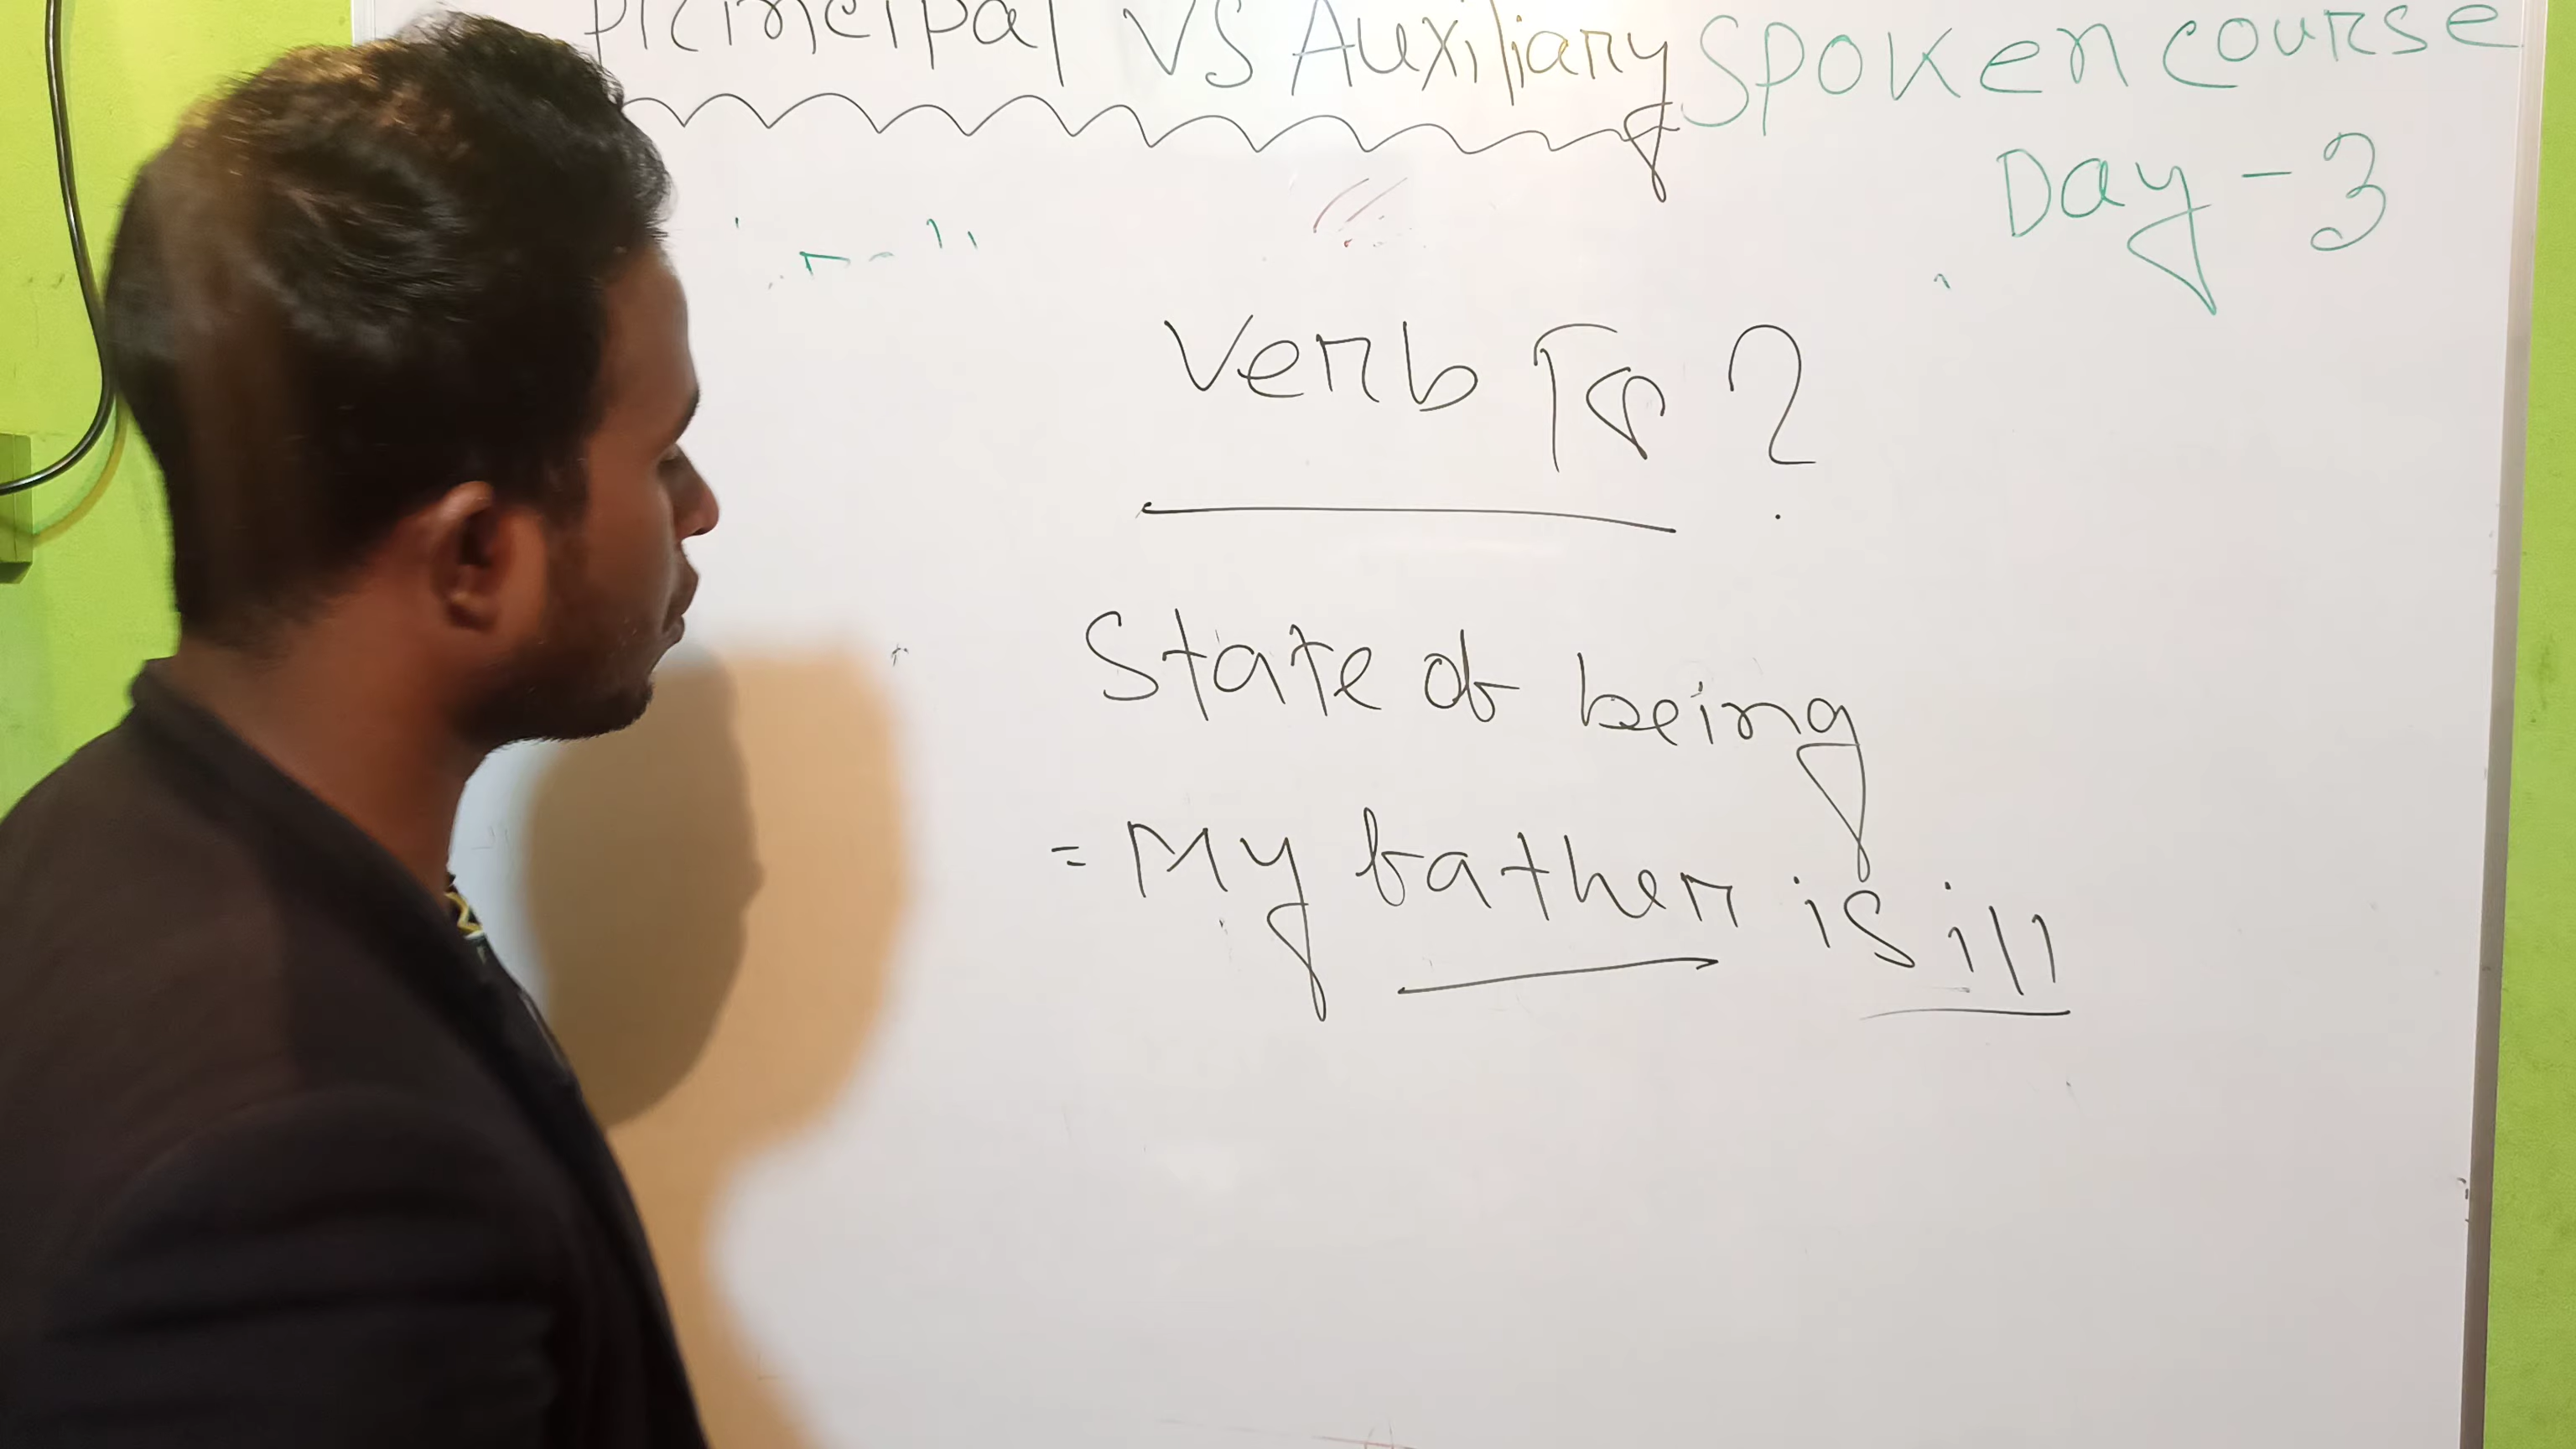 Principal VS Auxiliary
Spoken course
Day - 3
Verb কি ?
State of being
= My father is ill